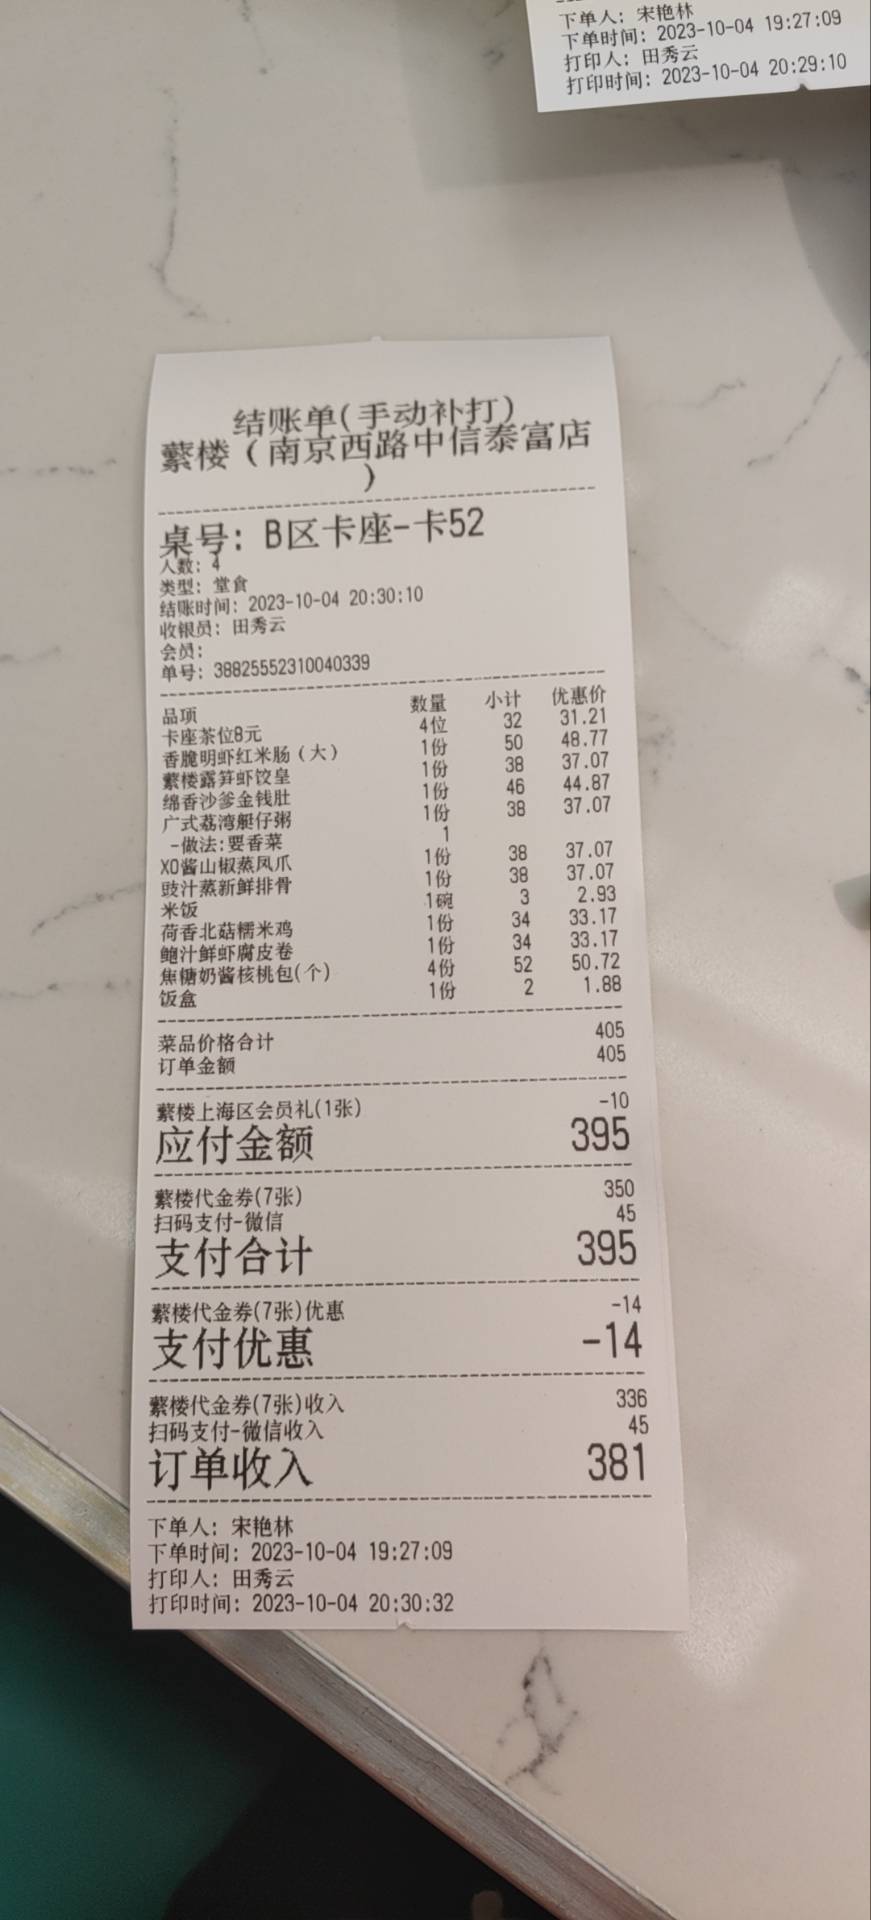 下单人: 宋艳林
下单时间: 2023-10-04 19:27:09
打印人: 田秀云
打印时间: 2023-10-04 20:29:10
结账单(手动补打)
蘩楼(南京西路中信泰富店
)
桌号: B区卡座-卡52
人数: 4
类型: 堂食
结账时间: 2023-10-04 20:30:10
收银员: 田秀云
会员:
单号: 38825552310040339
品项 数量 小计 优惠价
卡座茶位8元 4位 32 31.21
香脆明虾红米肠(大) 1份 50 48.77
蘩楼露笋虾饺皇 1份 38 37.07
绵香沙爹金钱肚 1份 46 44.87
广式荔湾艇仔粥 1份 38 37.07
-做法:要香菜 1
XO酱山椒蒸凤爪 1份 38 37.07
豉汁蒸新鲜排骨 1份 38 37.07
米饭 1碗 3 2.93
荷香北菇糯米鸡 1份 34 33.17
鲍汁鲜虾腐皮卷 1份 34 33.17
焦糖奶酱核桃包(个) 4份 52 50.72
饭盒 1份 2 1.88
菜品价格合计 405
订单金额 405
蘩楼上海区会员礼(1张) -10
应付金额 395
蘩楼代金券(7张) 350
扫码支付-微信 45
支付合计 395
蘩楼代金券(7张)优惠 -14
支付优惠 -14
蘩楼代金券(7张)收入 336
扫码支付-微信收入 45
订单收入 381
下单人: 宋艳林
下单时间: 2023-10-04 19:27:09
打印人: 田秀云
打印时间: 2023-10-04 20:30:32